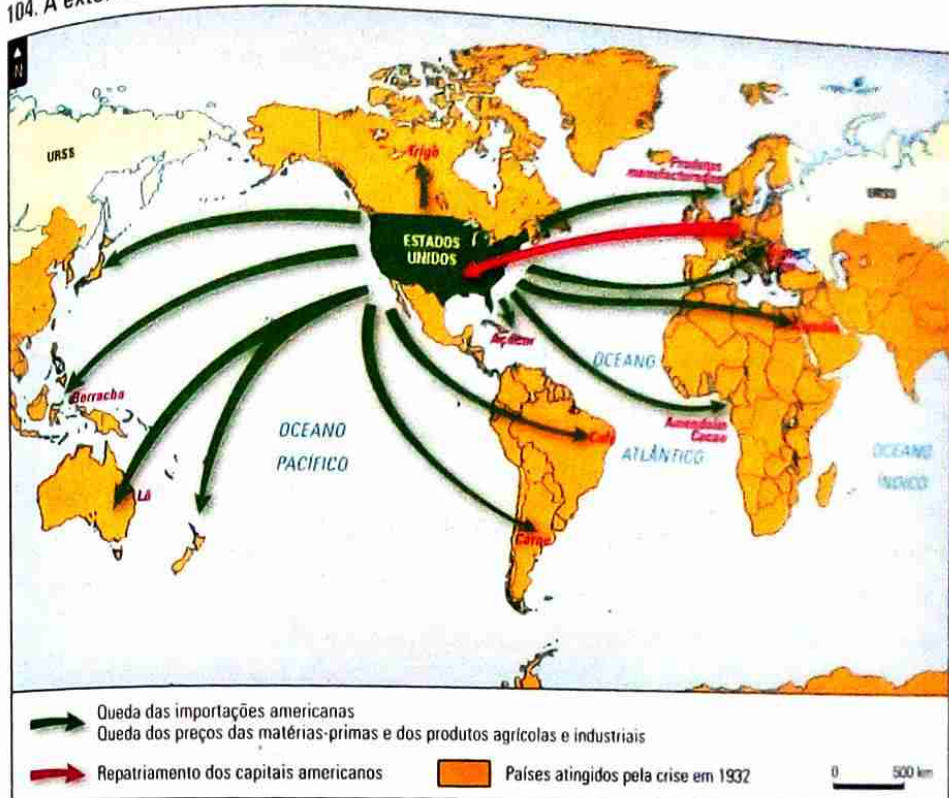 104. A
N
URSS
Trigo
Produtos
manufacturados
URSS
ESTADOS
UNIDOS
Açúcar
OCEANO
Borracha
Amendoim
Cacau
OCEANO
PACÍFICO
Café
ATLÂNTICO
OCEANO
ÍNDICO
Lã
Carne
Queda das importações americanas
Queda dos preços das matérias-primas e dos produtos agrícolas e industriais
Repatriamento dos capitais americanos
Países atingidos pela crise em 1932
0 500 km